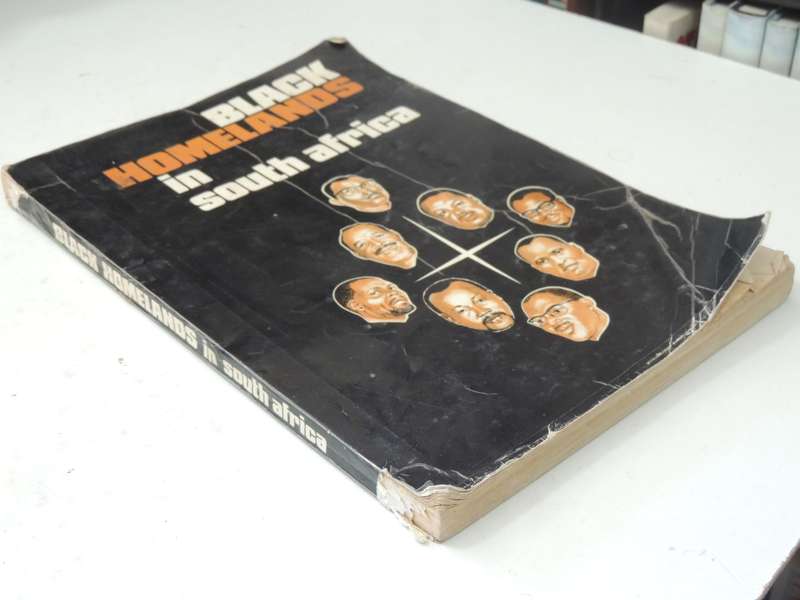 BLACK
HOMELANDS
in
south africa
BLACK HOMELANDS in south africa